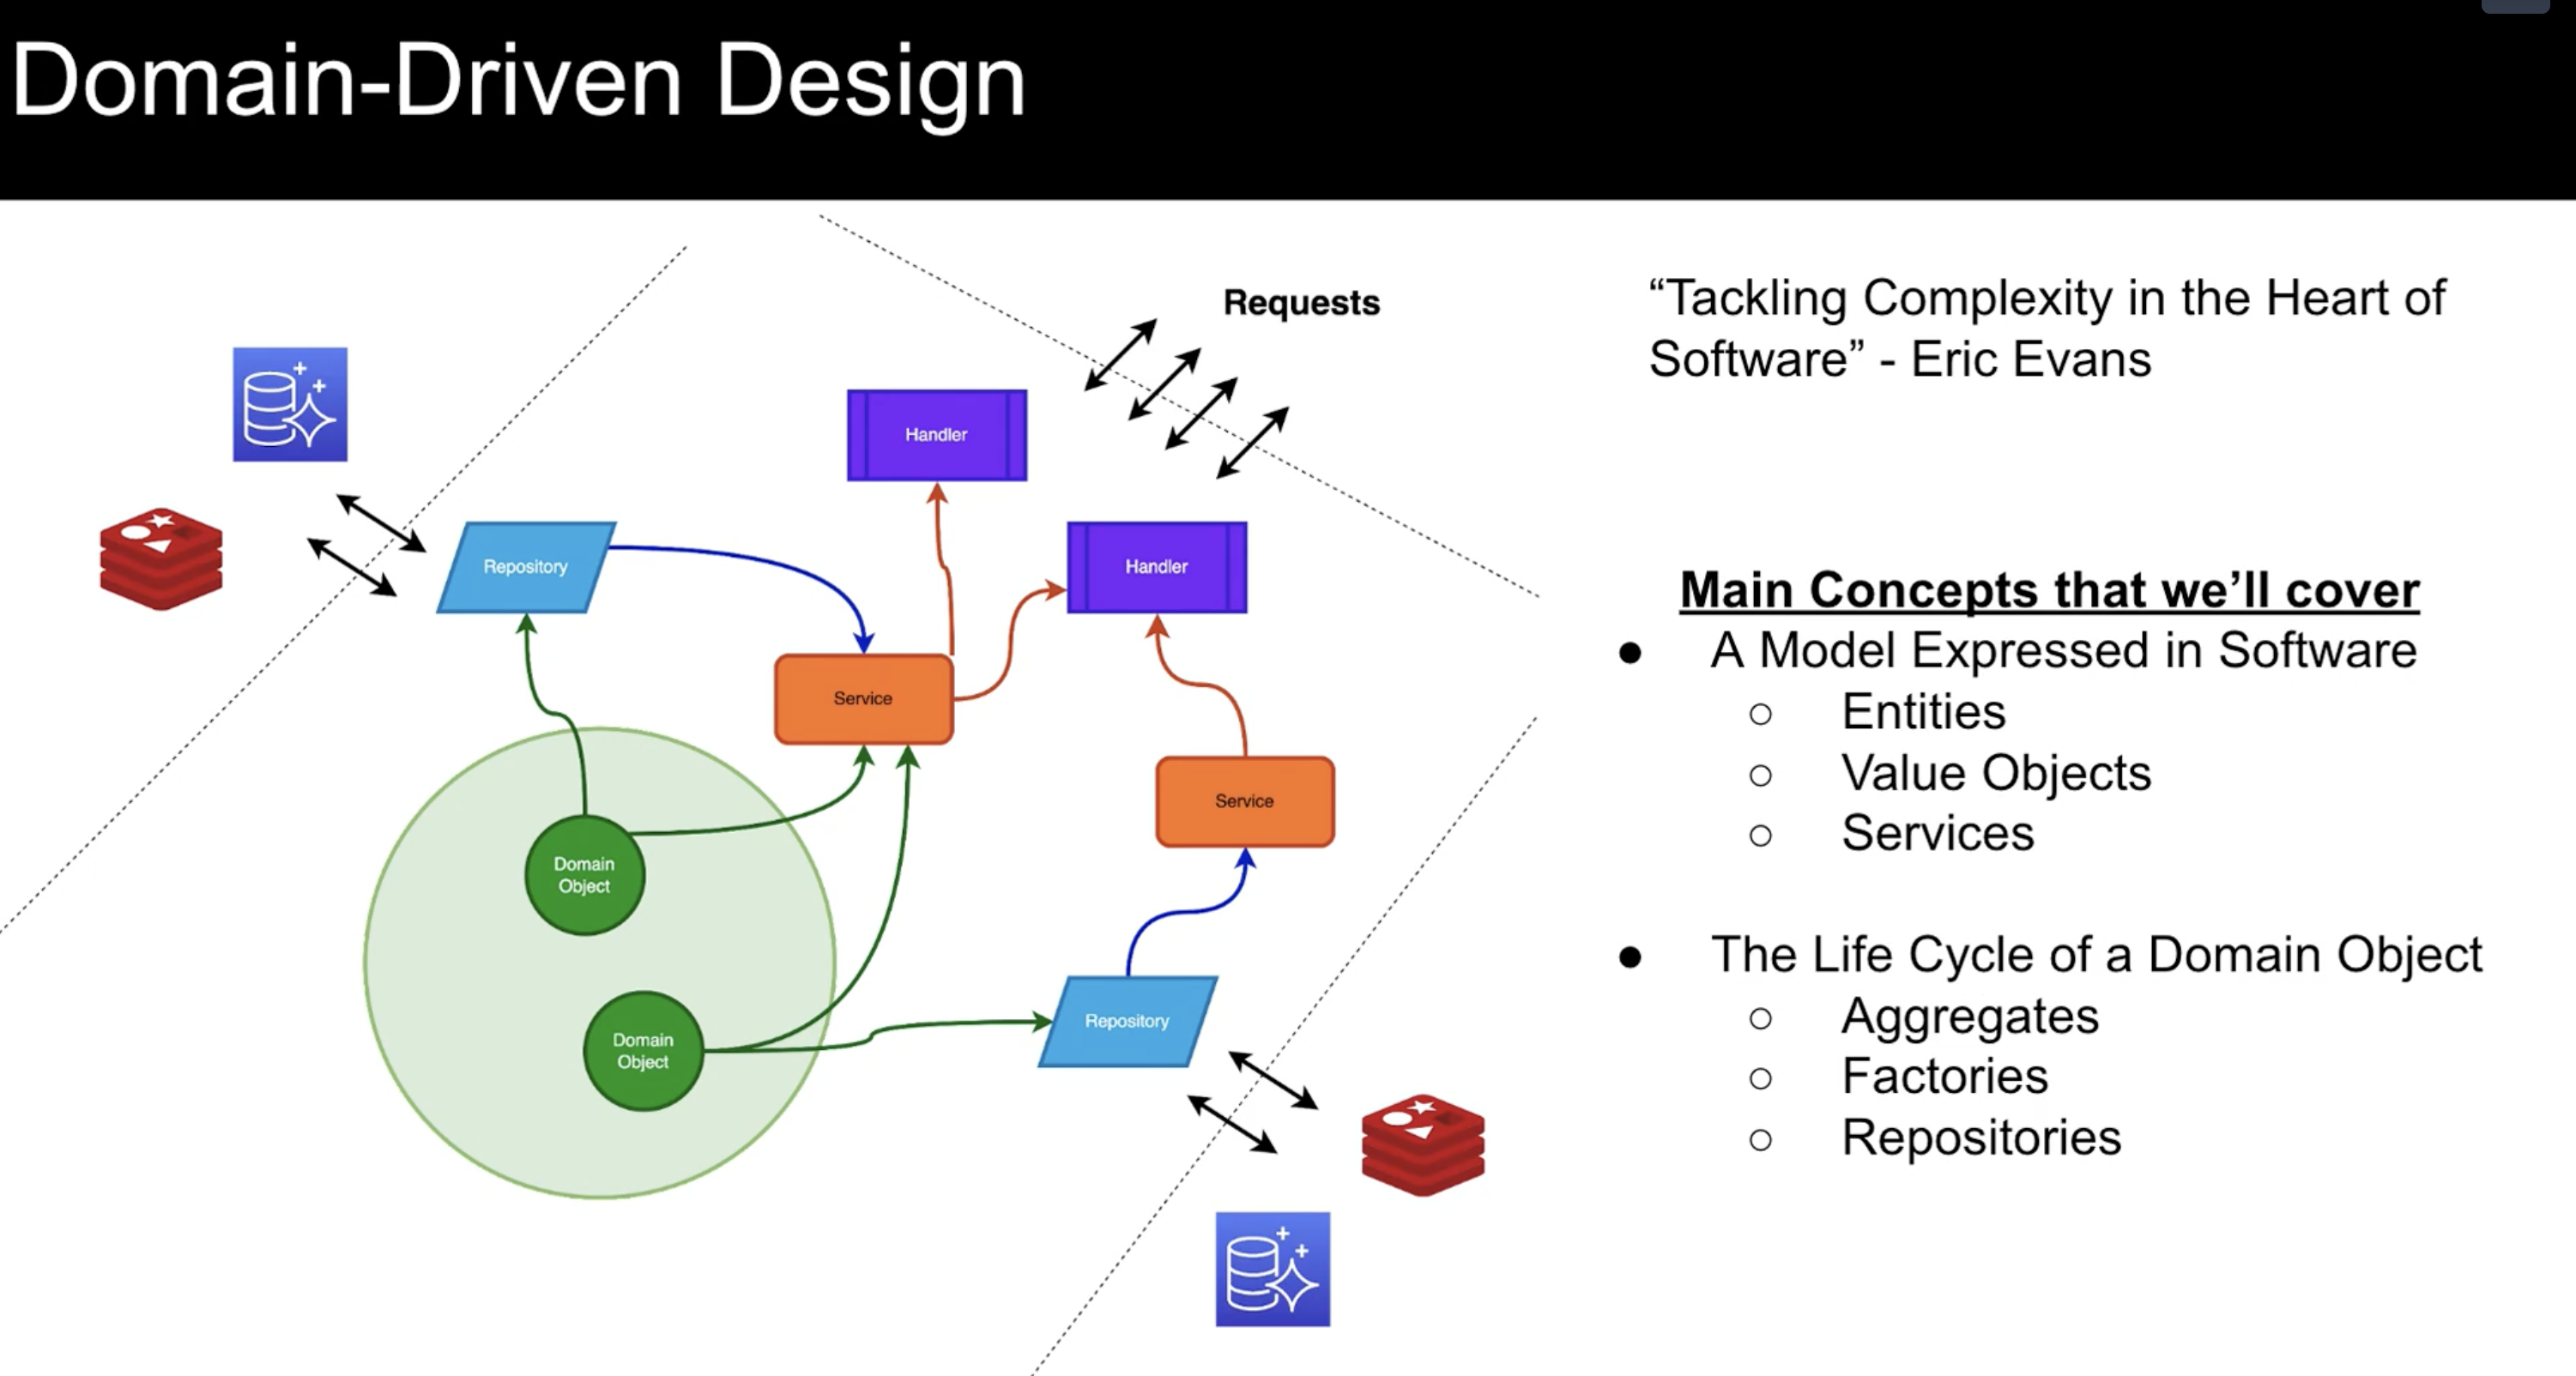 Domain-Driven Design
Requests
Handler
Handler
Repository
Service
Service
Domain
Object
Domain
Object
Repository
“Tackling Complexity in the Heart of
Software” - Eric Evans
Main Concepts that we’ll cover
● A Model Expressed in Software
○ Entities
○ Value Objects
○ Services
● The Life Cycle of a Domain Object
○ Aggregates
○ Factories
○ Repositories